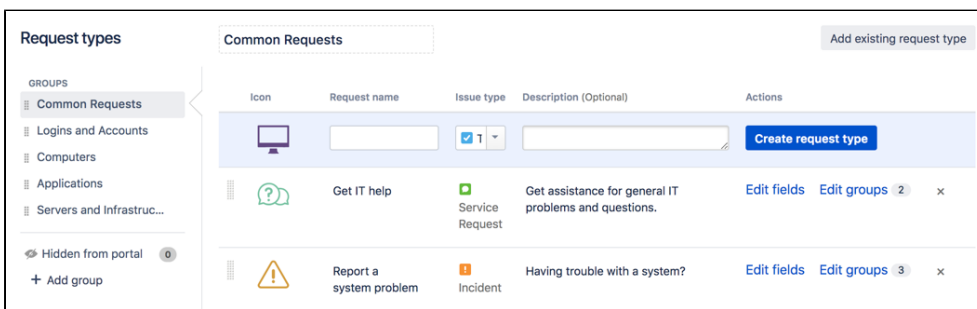 Request types
Common Requests
Add existing request type
GROUPS
Common Requests
Logins and Accounts
Computers
Applications
Servers and Infrastruc...
Hidden from portal 0
+ Add group
Icon Request name Issue type Description (Optional) Actions
T Create request type
Get IT help
Service
Request
Get assistance for general IT
problems and questions.
Edit fields Edit groups 2 ×
Report a
system problem
Incident
Having trouble with a system?
Edit fields Edit groups 3 ×